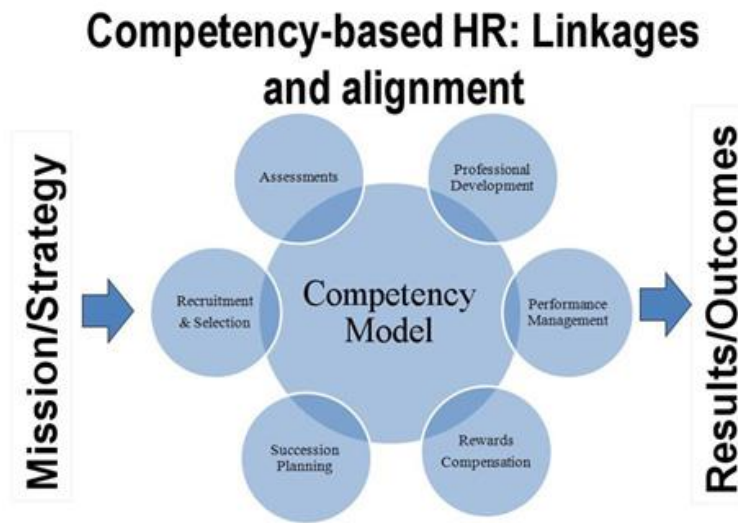 Competency-based HR: Linkages
and alignment
Mission/Strategy
Assessments
Professional
Development
Recruitment
& Selection
Competency
Model
Performance
Management
Succession
Planning
Rewards
Compensation
Results/Outcomes